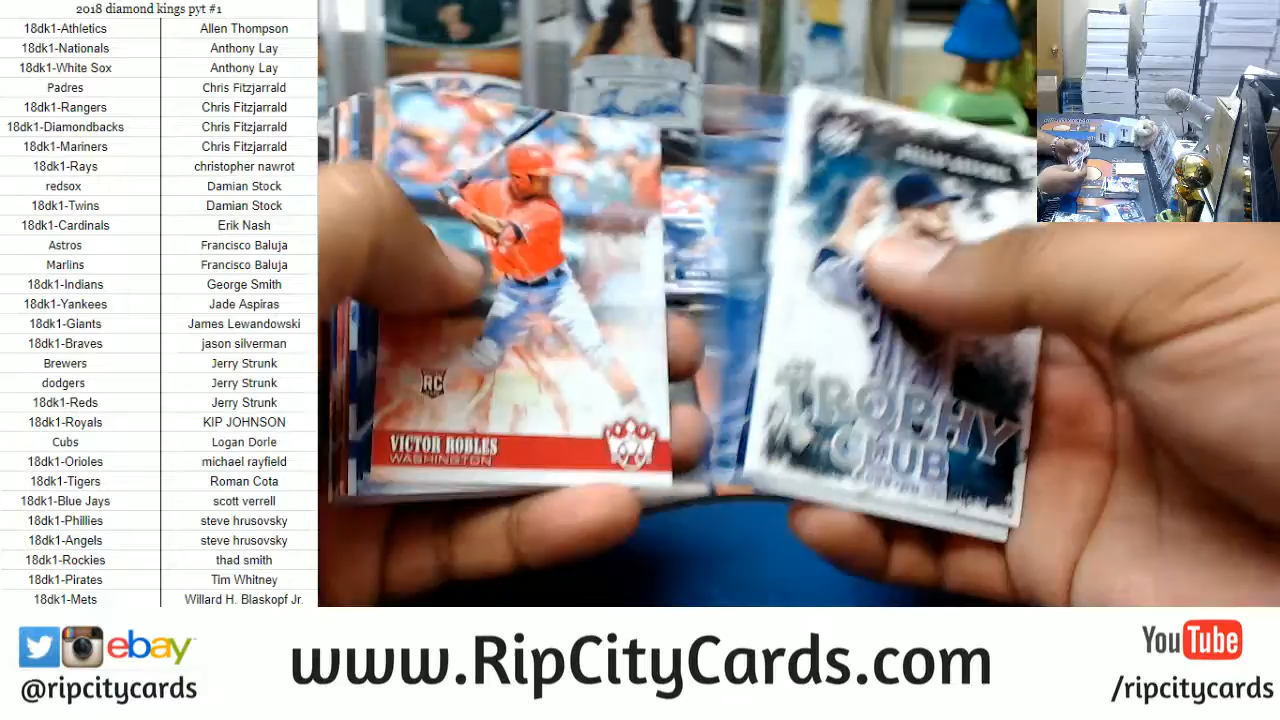 2018 diamond kings pyt #1
18dk1-Athletics Allen Thompson
18dk1-Nationals Anthony Lay
18dk1-White Sox Anthony Lay
Padres Chris Fitzjarrald
18dk1-Rangers Chris Fitzjarrald
18dk1-Diamondbacks Chris Fitzjarrald
18dk1-Mariners Chris Fitzjarrald
18dk1-Rays christopher nawrot
redsox Damian Stock
18dk1-Twins Damian Stock
18dk1-Cardinals Erik Nash
Astros Francisco Baluja
Marlins Francisco Baluja
18dk1-Indians George Smith
18dk1-Yankees Jade Aspiras
18dk1-Giants James Lewandowski
18dk1-Braves jason silverman
Brewers Jerry Strunk
dodgers Jerry Strunk
18dk1-Reds Jerry Strunk
18dk1-Royals KIP JOHNSON
Cubs Logan Dorle
18dk1-Orioles michael rayfield
18dk1-Tigers Roman Cota
18dk1-Blue Jays scott verrell
18dk1-Phillies steve hrusovsky
18dk1-Angels steve hrusovsky
18dk1-Rockies thad smith
18dk1-Pirates Tim Whitney
18dk1-Mets Willard H. Blaskopf Jr.
RC
VICTOR ROBLES
WASHINGTON
THE
TROPHY
CLUB
ebay
@ripcitycards
www.RipCityCards.com
YouTube
/ripcitycards